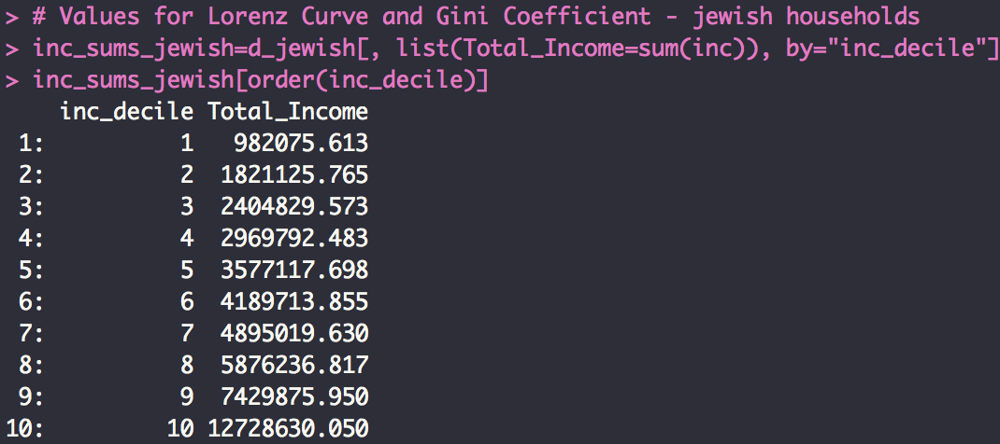 > # Values for Lorenz Curve and Gini Coefficient - jewish households
> inc_sums_jewish=d_jewish[, list(Total_Income=sum(inc)), by="inc_decile"]
> inc_sums_jewish[order(inc_decile)]
    inc_decile Total_Income
 1:          1   982075.613
 2:          2  1821125.765
 3:          3  2404829.573
 4:          4  2969792.483
 5:          5  3577117.698
 6:          6  4189713.855
 7:          7  4895019.630
 8:          8  5876236.817
 9:          9  7429875.950
10:         10 12728630.050